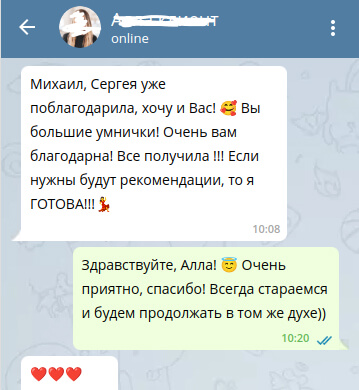 online
Михаил, Сергея уже
поблагодарила, хочу и Вас! 🥰 Вы
большие умнички! Очень вам
благодарна! Все получила !!! Если
нужны будут рекомендации, то я
ГОТОВА!!!💃
10:08
Здравствуйте, Алла! 😇 Очень
приятно, спасибо! Всегда стараемся
и будем продолжать в том же духе))
10:20
❤️❤️❤️